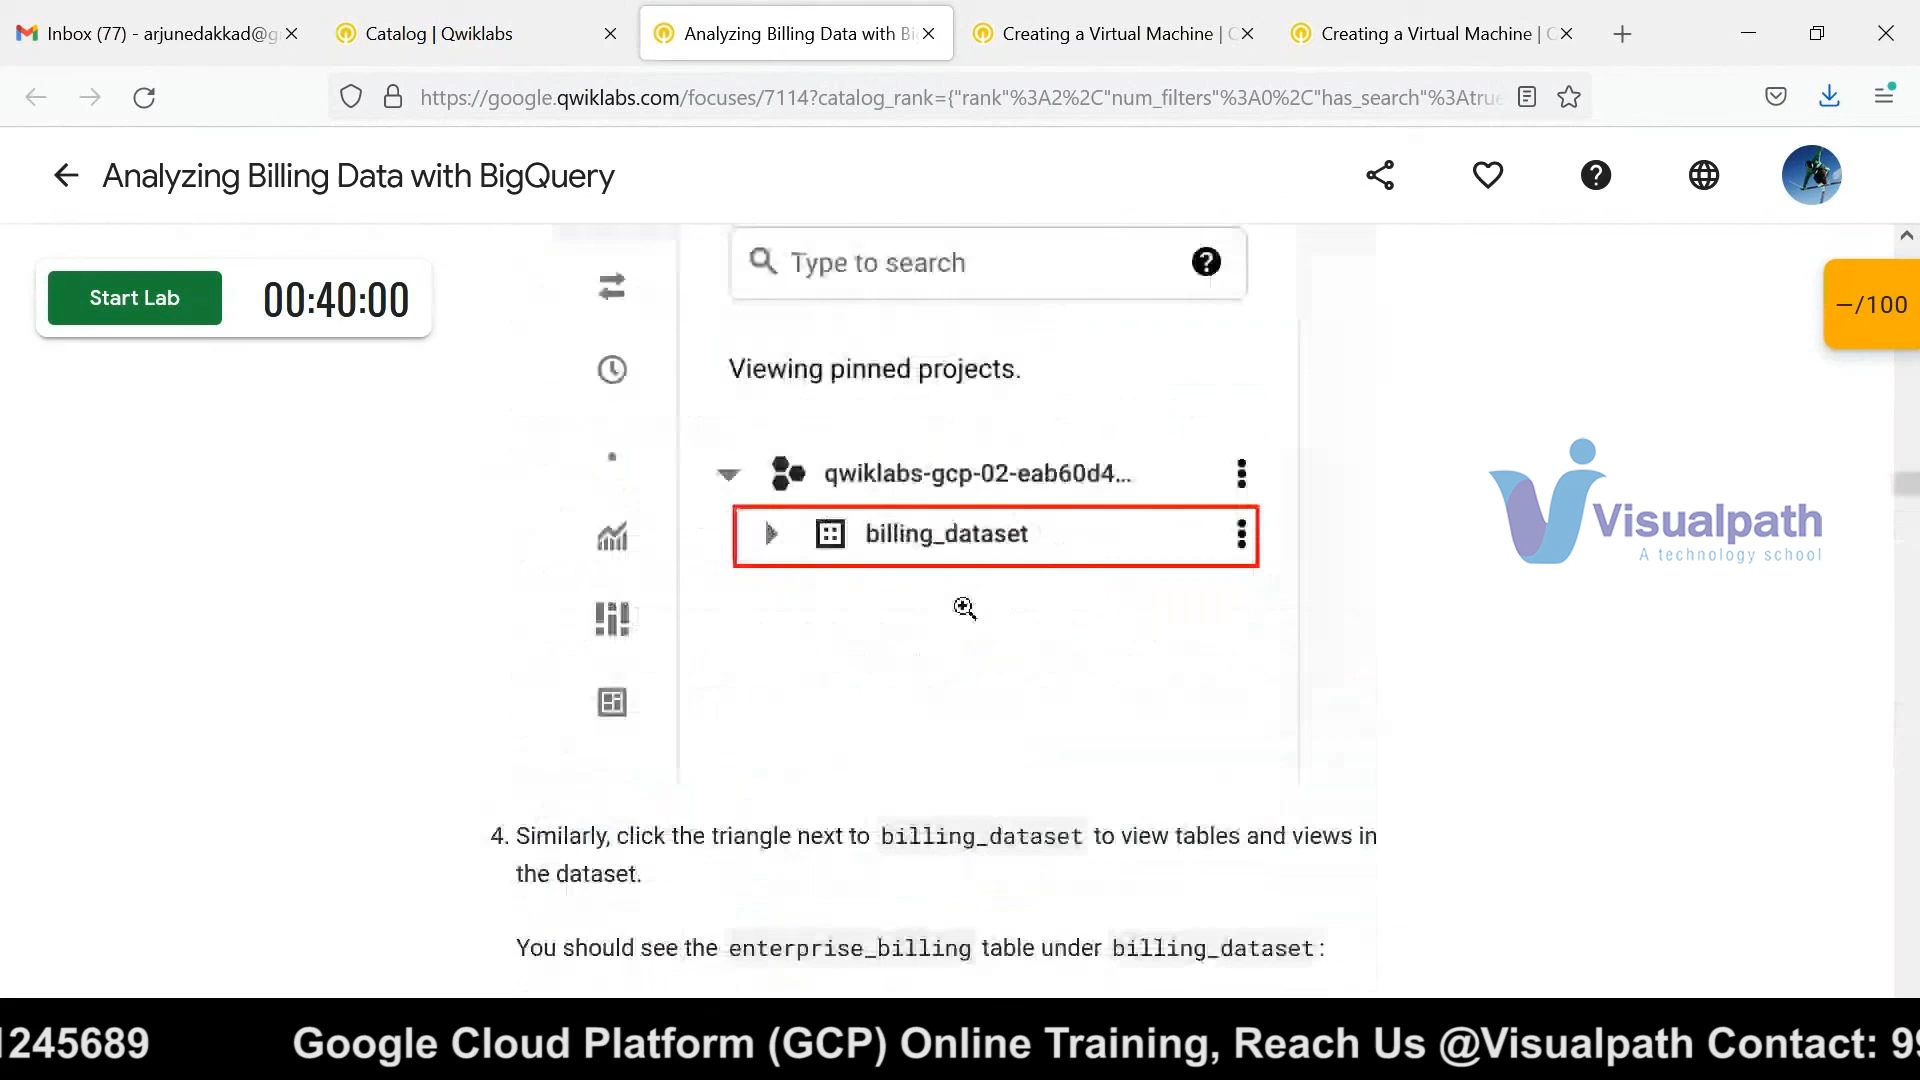 Inbox (77) - arjunedakkad@g
Catalog | Qwiklabs
Analyzing Billing Data with Bi
Creating a Virtual Machine | C
Creating a Virtual Machine | C
https://google.qwiklabs.com/focuses/7114?catalog_rank={"rank"%3A2%2C"num_filters"%3A0%2C"has_search"%3Atrue
Analyzing Billing Data with BigQuery
Start Lab
00:40:00
Type to search
–/100
Viewing pinned projects.
qwiklabs-gcp-02-eab60d4...
billing_dataset
Visualpath
A technology school
4. Similarly, click the triangle next to billing_dataset to view tables and views in
the dataset.
You should see the enterprise_billing table under billing_dataset:
1245689 Google Cloud Platform (GCP) Online Training, Reach Us @Visualpath Contact: 99